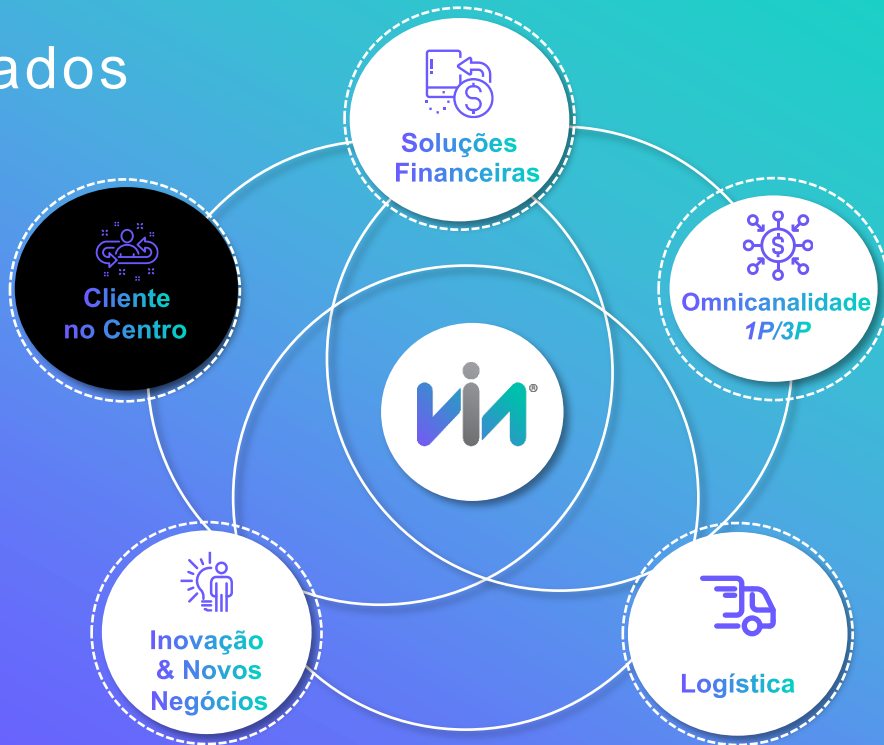 ados
Soluções
Financeiras
Cliente
no Centro
Omnicanalidade
1P/3P
via®
Inovação
& Novos
Negócios
Logística